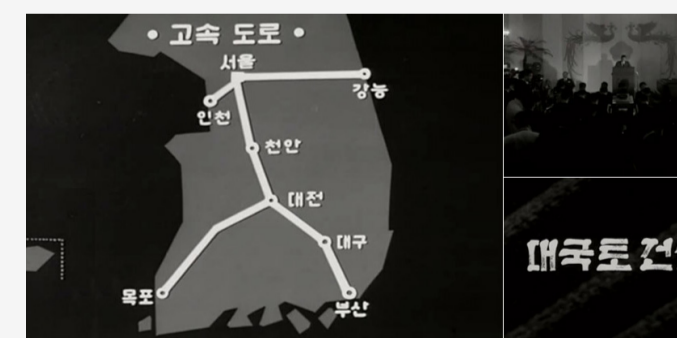 • 고속 도로 •
서울
강능
인천
천안
대전
대구
목포
부산
대국토 건